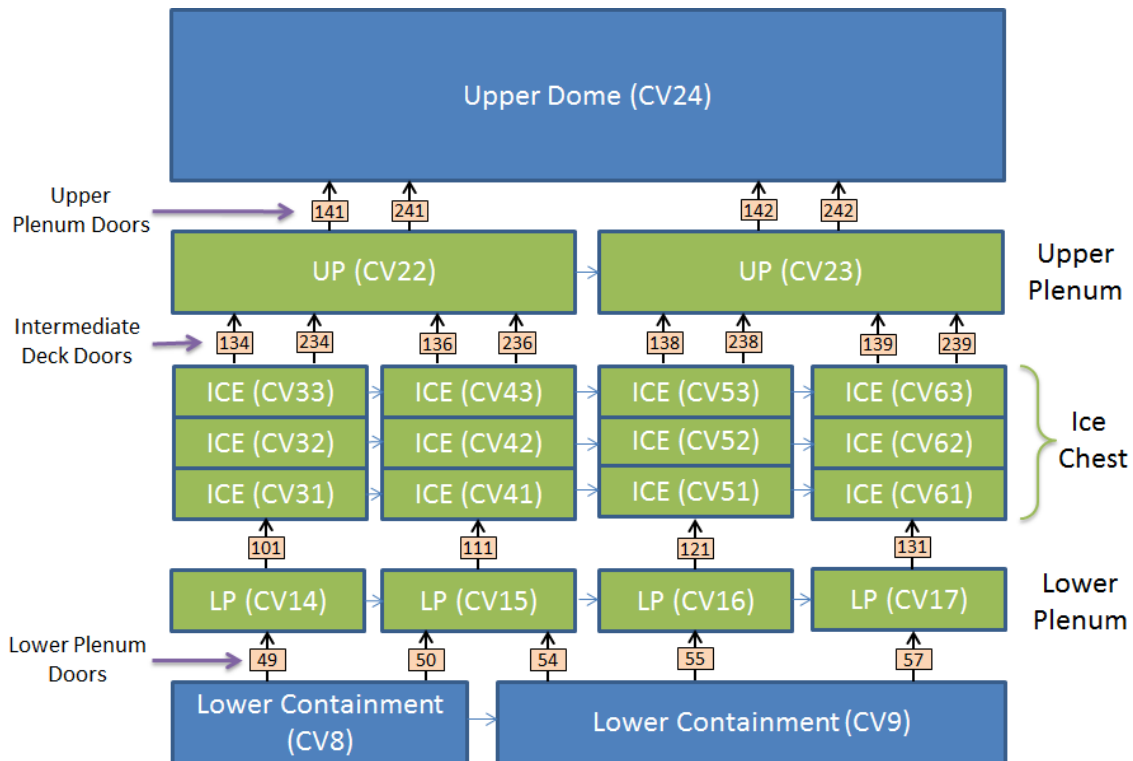 Upper Dome (CV24)
Upper
Plenum Doors
141
241
142
242
UP (CV22)
UP (CV23)
Upper
Plenum
Intermediate
Deck Doors
134
234
136
236
138
238
139
239
ICE (CV33)
ICE (CV43)
ICE (CV53)
ICE (CV63)
ICE (CV32)
ICE (CV42)
ICE (CV52)
ICE (CV62)
ICE (CV31)
ICE (CV41)
ICE (CV51)
ICE (CV61)
Ice
Chest
101
111
121
131
LP (CV14)
LP (CV15)
LP (CV16)
LP (CV17)
Lower
Plenum
Lower Plenum
Doors
49
50
54
55
57
Lower Containment
(CV8)
Lower Containment (CV9)